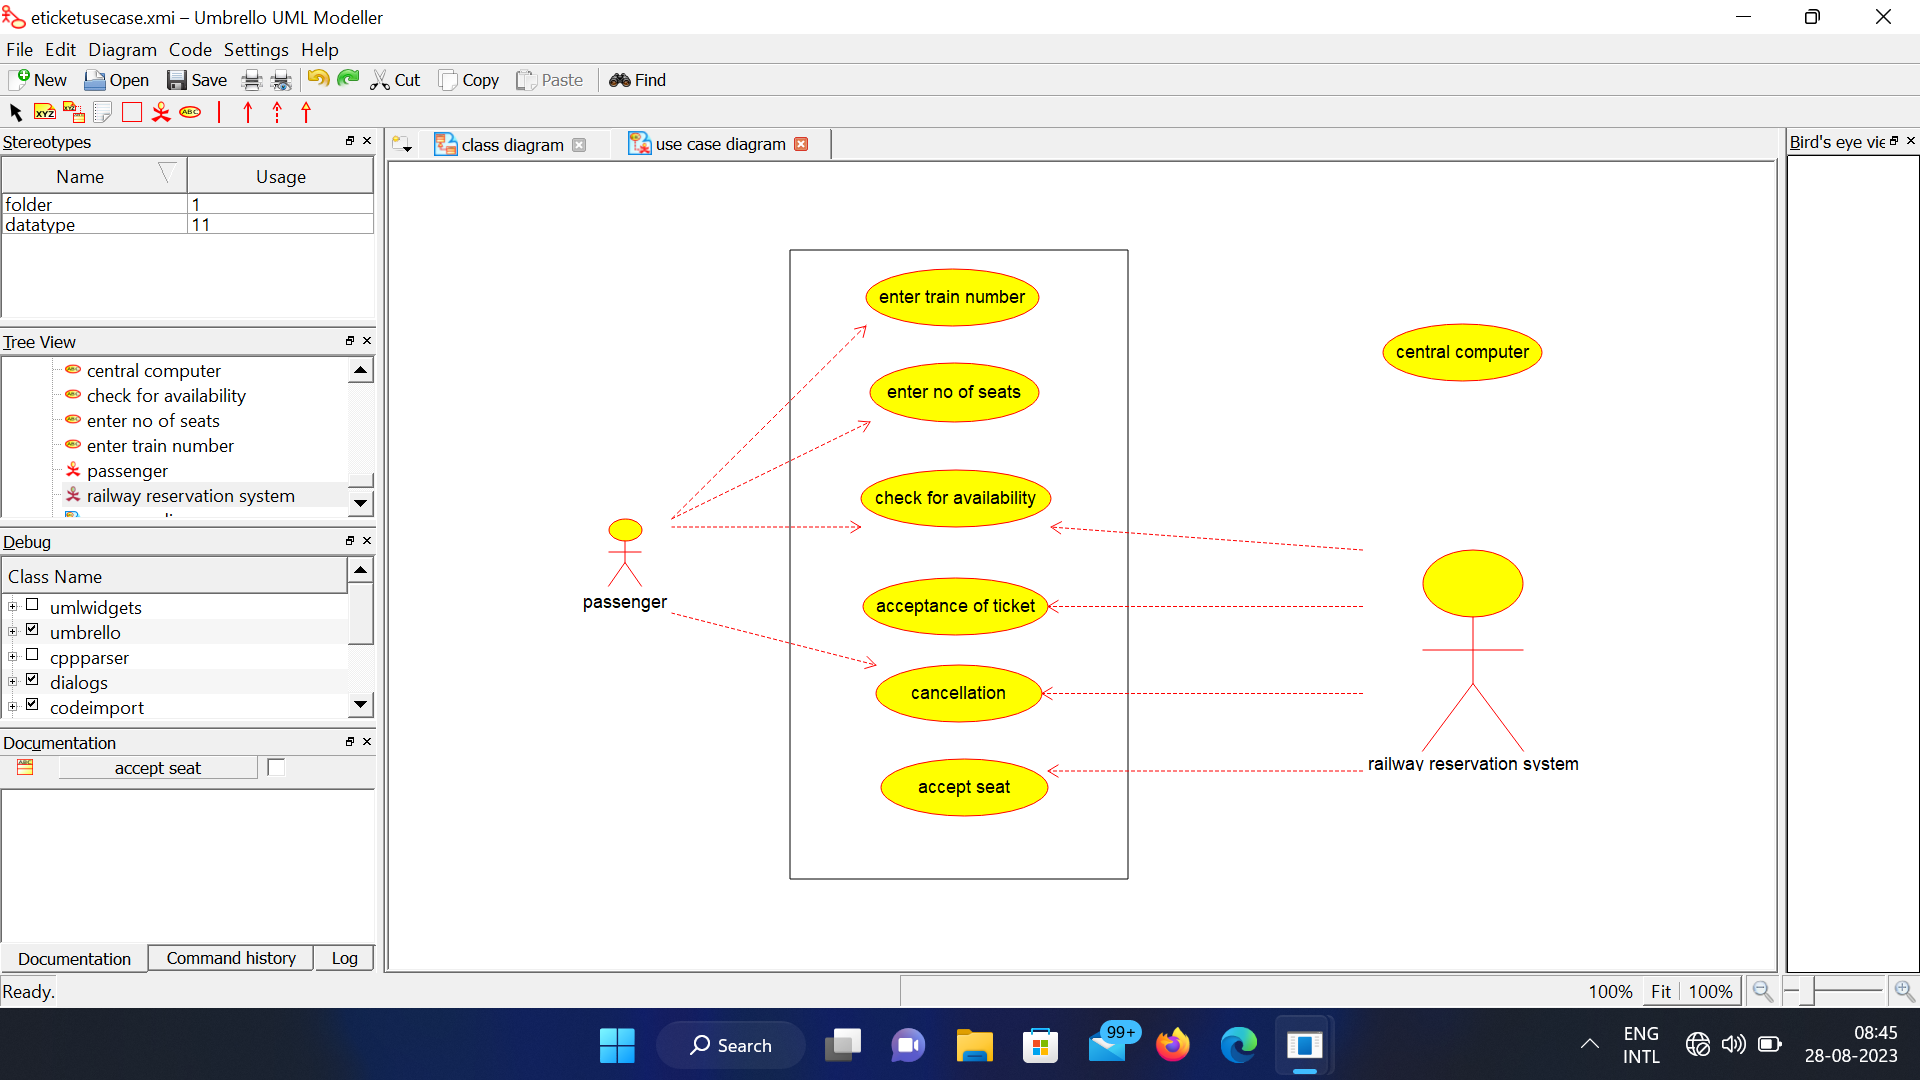 eticketusecase.xmi – Umbrello UML Modeller
File Edit Diagram Code Settings Help
New Open Save Cut Copy Paste Find
XYZ XYZ ABC
Stereotypes
class diagram
use case diagram
Bird's eye vie
Name Usage
folder 1
datatype 11
Tree View
central computer
check for availability
enter no of seats
enter train number
passenger
railway reservation system
Debug
Class Name
umlwidgets
umbrello
cppparser
dialogs
codeimport
Documentation
accept seat
Documentation Command history Log
enter train number
enter no of seats
check for availability
acceptance of ticket
cancellation
accept seat
passenger
central computer
railway reservation system
Ready.
100% Fit 100%
Search
99+
ENG
INTL
08:45
28-08-2023